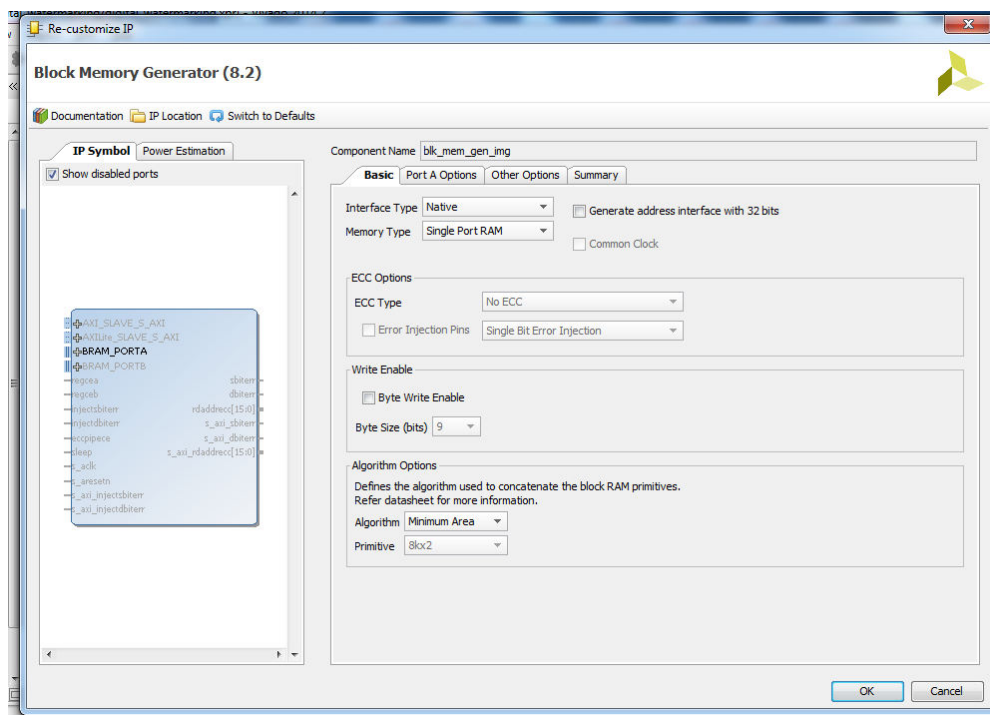 Re-customize IP
Block Memory Generator (8.2)
Documentation IP Location Switch to Defaults
IP Symbol Power Estimation
Show disabled ports
AXI_SLAVE_S_AXI
AXILite_SLAVE_S_AXI
BRAM_PORTA
BRAM_PORTB
regcea sbiterr
regceb dbiterr
injectsbiterr rdaddrecc[15:0]
injectdbiterr s_axi_sbiterr
eccpipece s_axi_dbiterr
sleep s_axi_rdaddrecc[15:0]
s_aclk
s_aresetn
s_axi_injectsbiterr
s_axi_injectdbiterr
Component Name blk_mem_gen_img
Basic Port A Options Other Options Summary
Interface Type Native Generate address interface with 32 bits
Memory Type Single Port RAM
Common Clock
ECC Options
ECC Type No ECC
Error Injection Pins Single Bit Error Injection
Write Enable
Byte Write Enable
Byte Size (bits) 9
Algorithm Options
Defines the algorithm used to concatenate the block RAM primitives.
Refer datasheet for more information.
Algorithm Minimum Area
Primitive 8kx2
OK Cancel